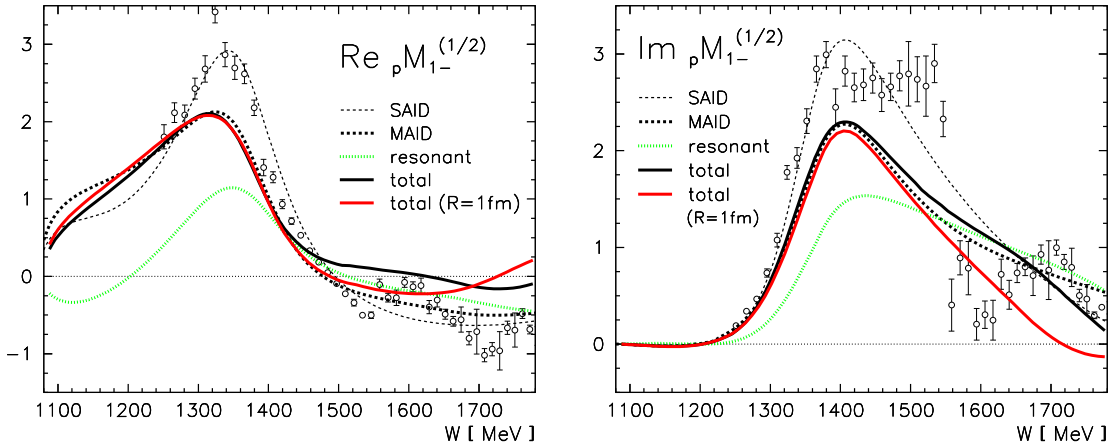 Re pM1−(1/2)
SAID
MAID
resonant
total
total (R=1fm)
3
2
1
0
−1
1100 1200 1300 1400 1500 1600 1700
W [ MeV ]
Im pM1−(1/2)
SAID
MAID
resonant
total
total
(R=1fm)
3
2
1
0
1100 1200 1300 1400 1500 1600 1700
W [ MeV ]